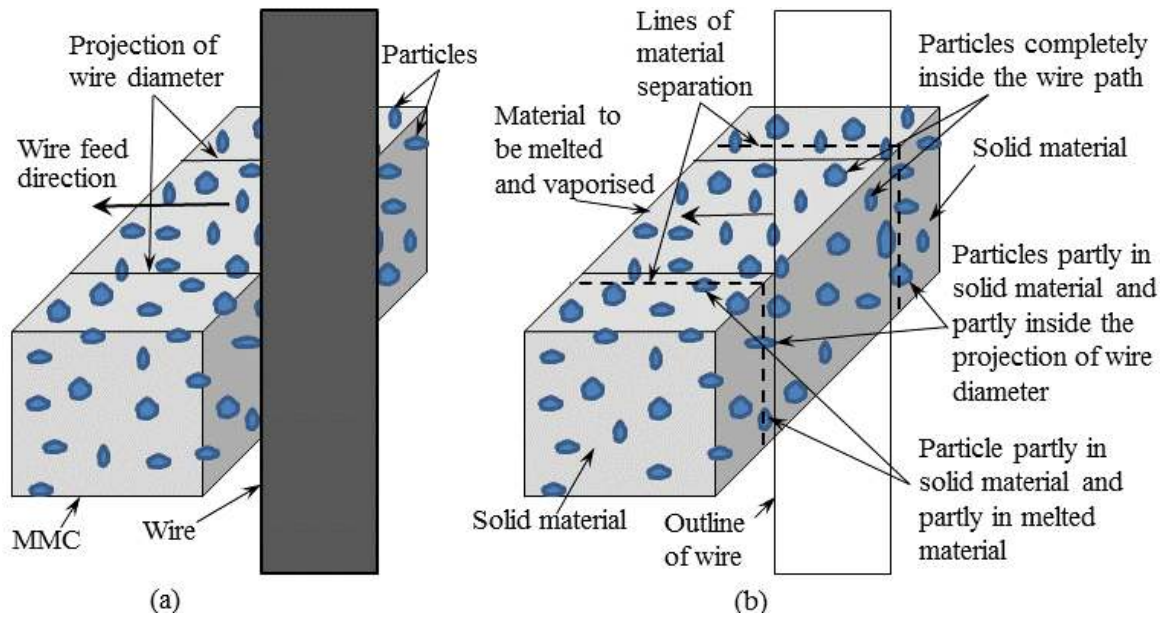 Projection of
wire diameter
Particles
Wire feed
direction
MMC
Wire
(a)
Lines of
material
separation
Particles completely
inside the wire path
Material to
be melted
and vaporised
Solid material
Particles partly in
solid material and
partly inside the
projection of wire
diameter
Particle partly in
solid material and
partly in melted
material
Solid material
Outline
of wire
(b)